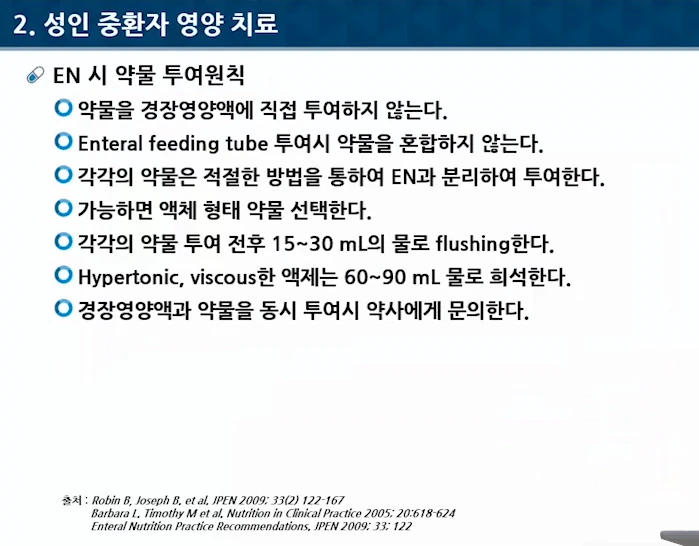 2. 성인 중환자 영양 치료
EN 시 약물 투여원칙
약물을 경장영양액에 직접 투여하지 않는다.
Enteral feeding tube 투여시 약물을 혼합하지 않는다.
각각의 약물은 적절한 방법을 통하여 EN과 분리하여 투여한다.
가능하면 액체 형태 약물 선택한다.
각각의 약물 투여 전후 15~30 mL의 물로 flushing한다.
Hypertonic, viscous한 액제는 60~90 mL 물로 희석한다.
경장영양액과 약물을 동시 투여시 약사에게 문의한다.
출처 : Robin B, Joseph B. et al. JPEN 2009; 33(2) 122-167
Barbara L. Timothy M et al. Nutrition in Clinical Practice 2005; 20:618-624
Enteral Nutrition Practice Recommendations. JPEN 2009; 33; 122